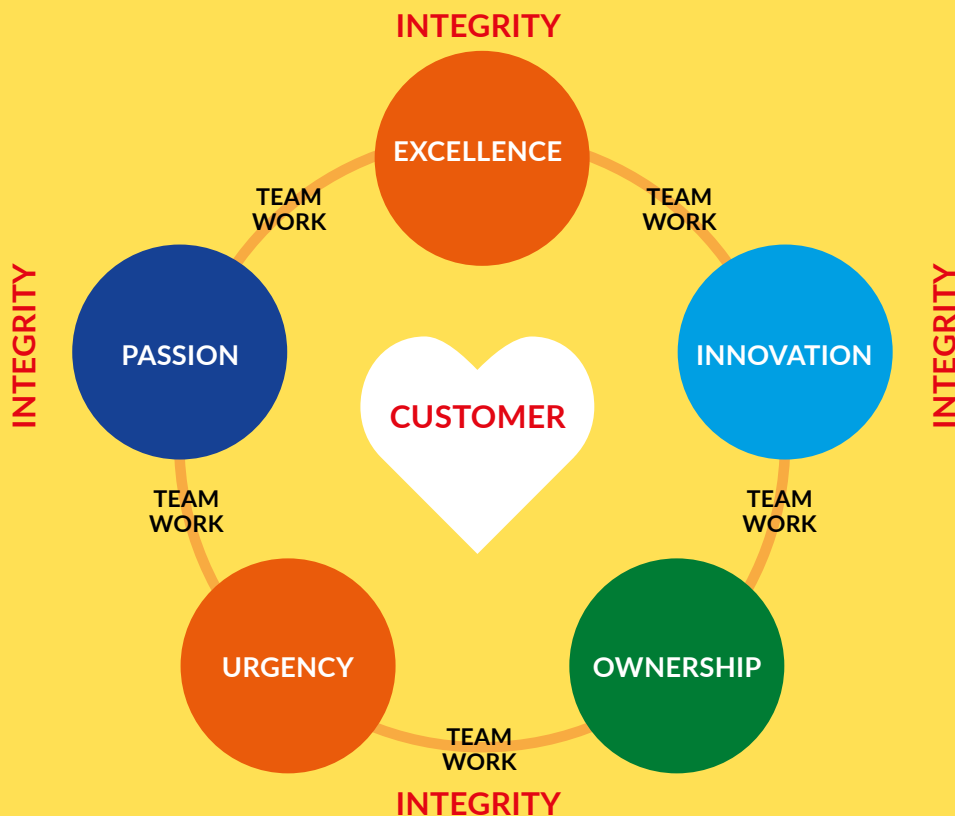 INTEGRITY
EXCELLENCE
TEAM
WORK
TEAM
WORK
INTEGRITY
PASSION
INNOVATION
INTEGRITY
CUSTOMER
TEAM
WORK
TEAM
WORK
URGENCY
OWNERSHIP
TEAM
WORK
INTEGRITY